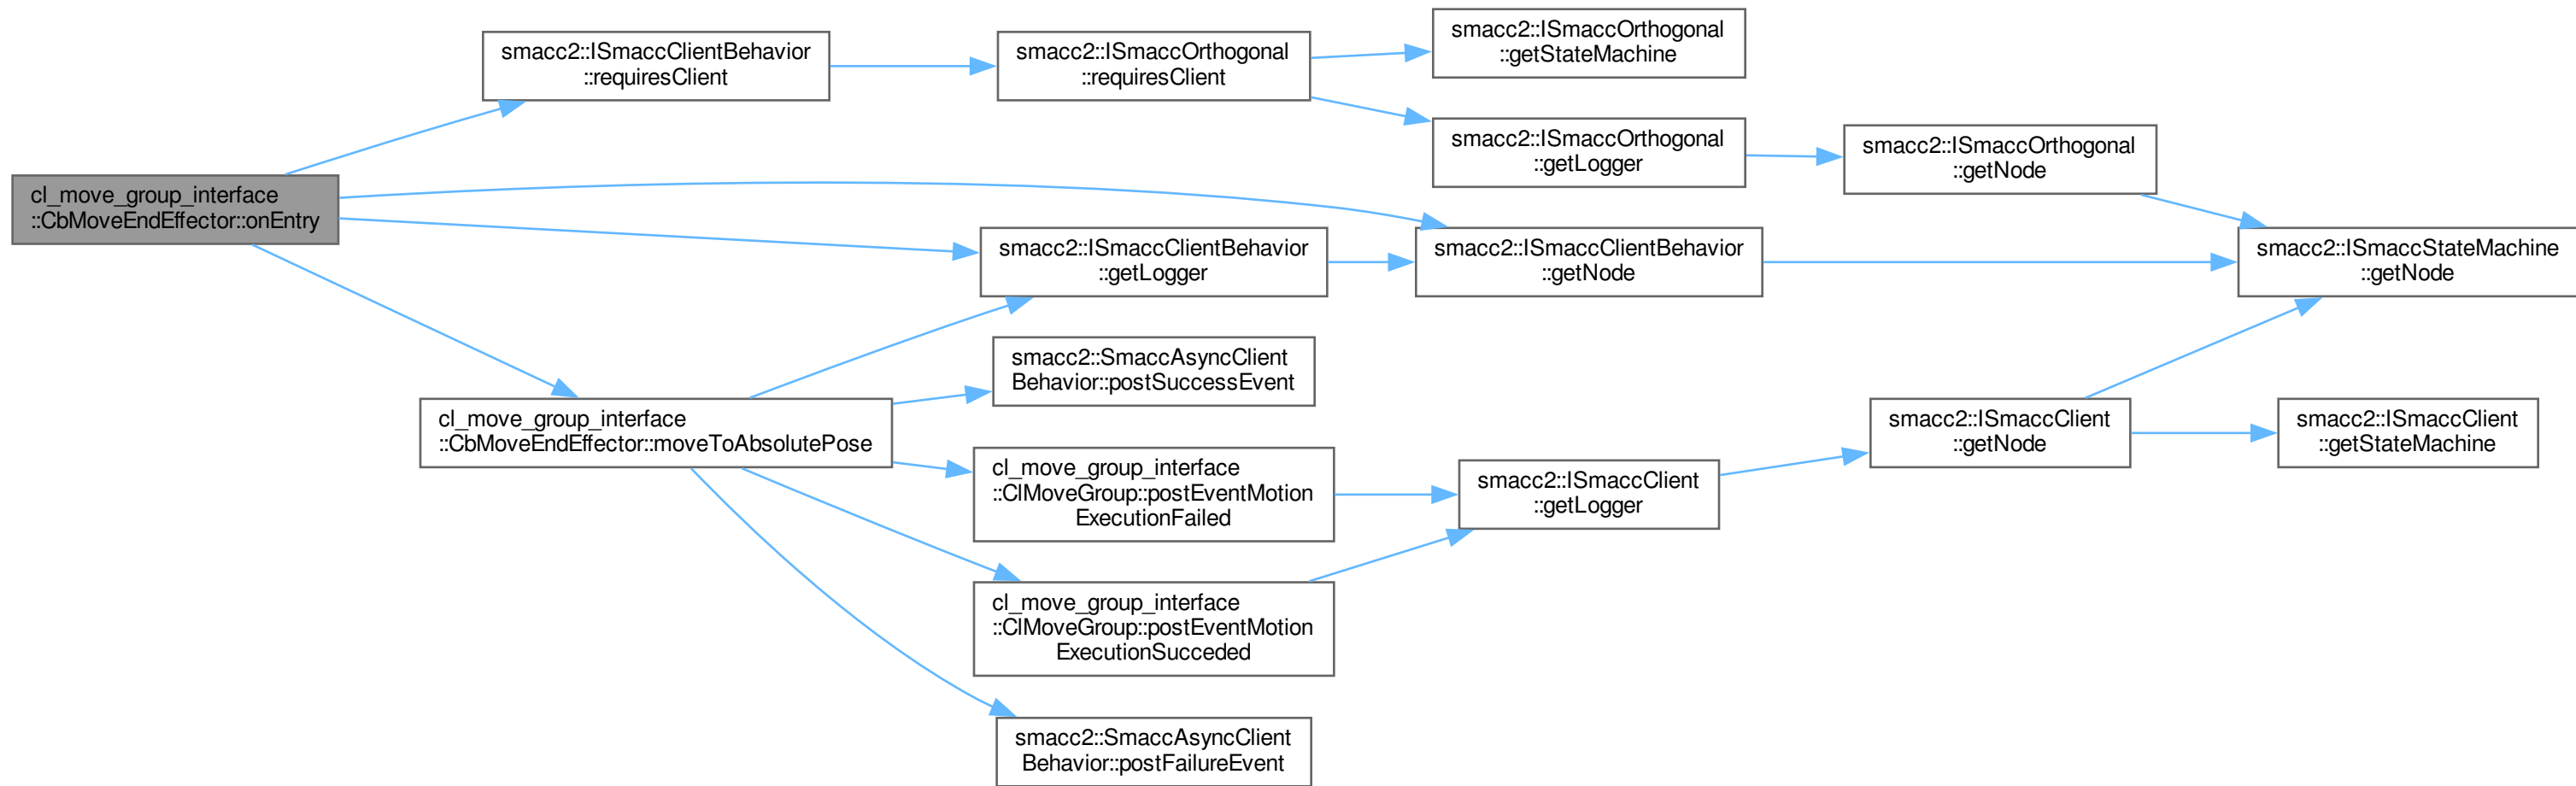 cl_move_group_interface
::CbMoveEndEffector::onEntry
smacc2::ISmaccClientBehavior
::requiresClient
smacc2::ISmaccOrthogonal
::requiresClient
smacc2::ISmaccOrthogonal
::getStateMachine
smacc2::ISmaccOrthogonal
::getLogger
smacc2::ISmaccOrthogonal
::getNode
smacc2::ISmaccStateMachine
::getNode
smacc2::ISmaccClientBehavior
::getLogger
smacc2::ISmaccClientBehavior
::getNode
cl_move_group_interface
::CbMoveEndEffector::moveToAbsolutePose
smacc2::SmaccAsyncClient
Behavior::postSuccessEvent
cl_move_group_interface
::ClMoveGroup::postEventMotion
ExecutionFailed
smacc2::ISmaccClient
::getLogger
smacc2::ISmaccClient
::getNode
smacc2::ISmaccClient
::getStateMachine
cl_move_group_interface
::ClMoveGroup::postEventMotion
ExecutionSucceded
smacc2::SmaccAsyncClient
Behavior::postFailureEvent